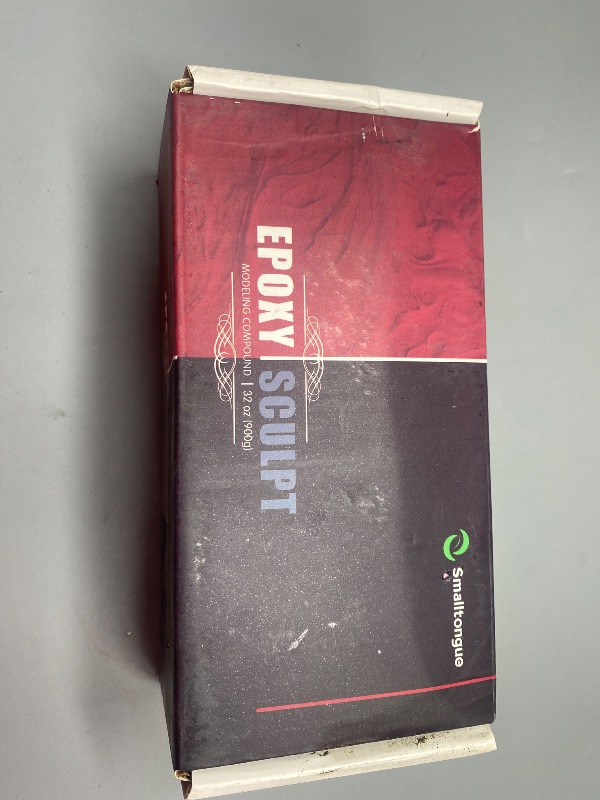 Smalltongue
EPOXY SCULPT
MODELING COMPOUND | 32 oz (900g)